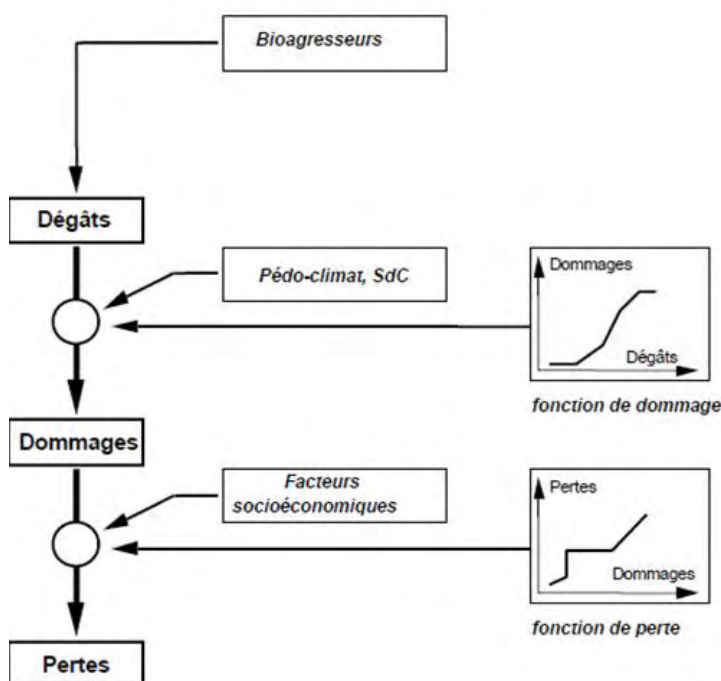 Bioagresseurs
Dégâts
Pédo-climat, SdC
Dommages
Dégâts
fonction de dommage
Dommages
Facteurs
socioéconomiques
Pertes
Dommages
fonction de perte
Pertes